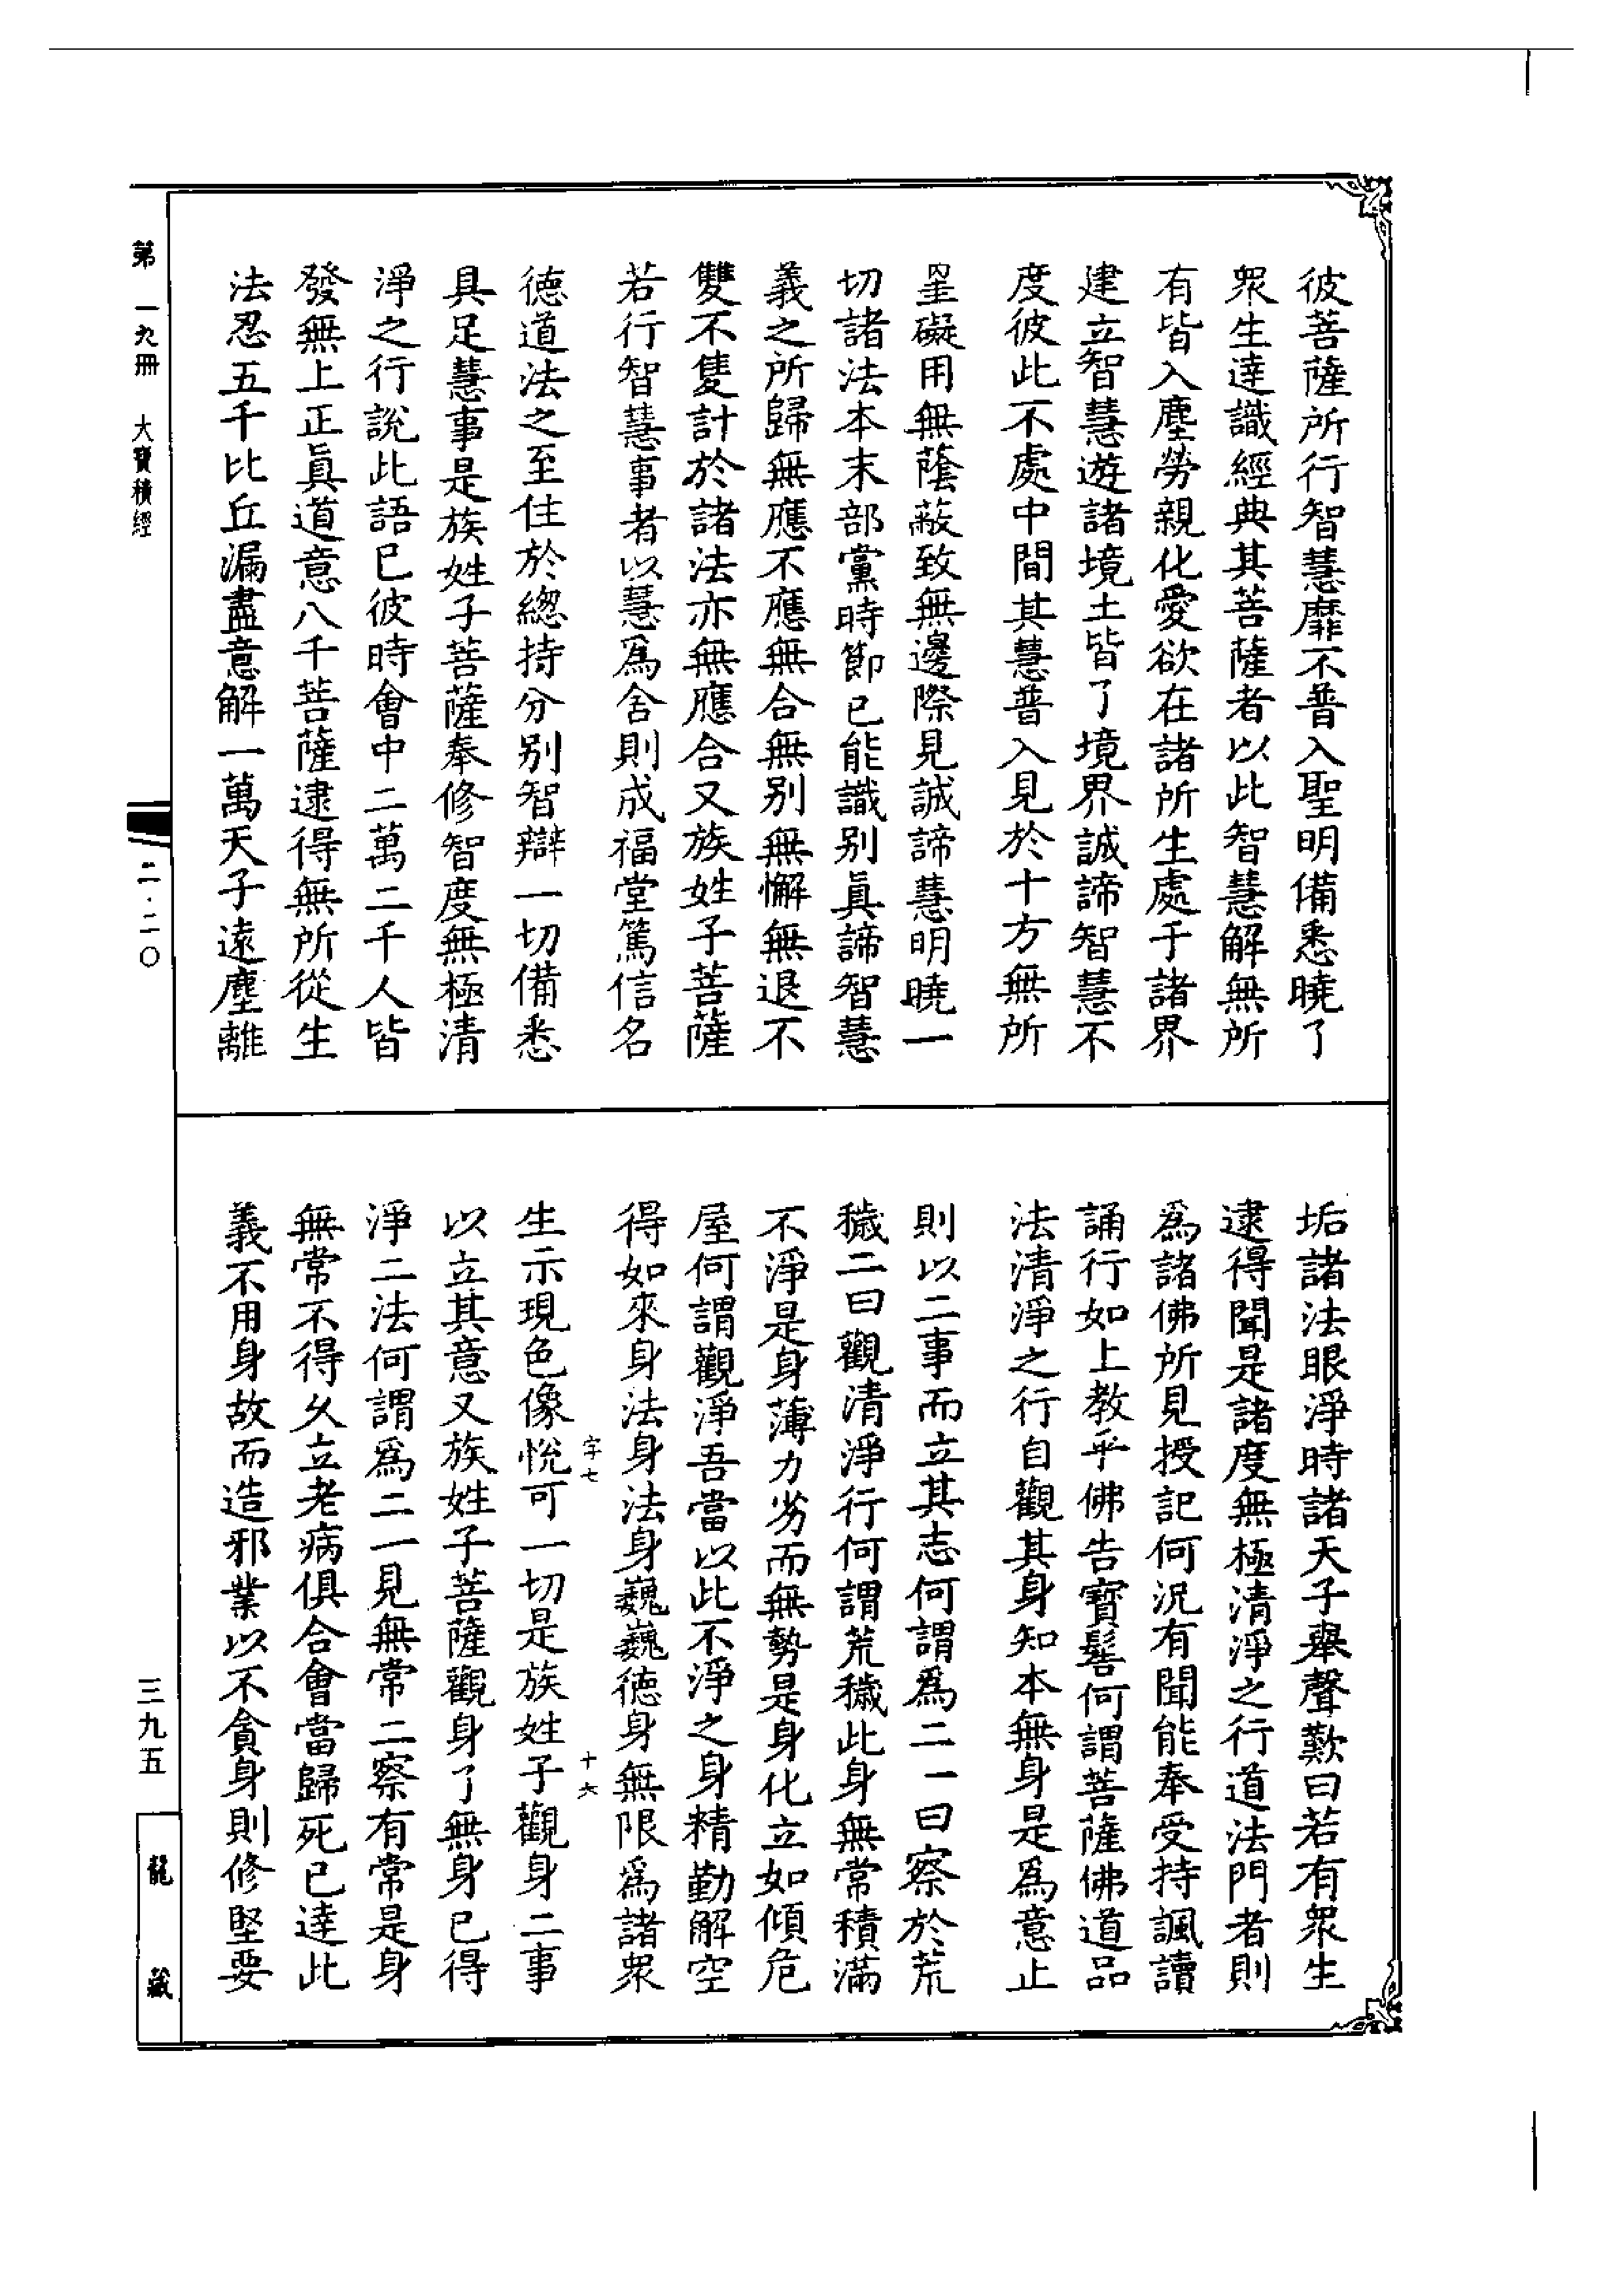 彼菩薩所行智慧靡不普入聖明備悉曉了
衆生達識經典其菩薩者以此智慧解無所
有皆入塵勞親化愛欲在諸所生處于諸界
建立智慧遊諸境土皆了境界誠諦智慧不
度彼此不處中間其慧普入見於十方無所
罣礙用無蔭蔽致無邊際見誠諦慧明曉一
切諸法本末部黨時節已能識别眞諦智慧
義之所歸無應不應無合無别無懈無退不
雙不隻計於諸法亦無應合又族姓子菩薩
若行智慧事者以慧爲舍則成福堂篤信名
德道法之至住於緫持分别智辯一切備悉
具足慧事是族姓子菩薩奉修智度無極清
淨之行說此語已彼時會中二萬二千人皆
發無上正眞道意八千菩薩逮得無所從生
法忍五千比丘漏盡意解一萬天子遠塵離
垢諸法眼淨時諸天子舉聲歎曰若有衆生
逮得聞是諸度無極清淨之行道法門者則
爲諸佛所見授記何況有聞能奉受持諷讀
誦行如上教乎佛告寳髻何謂菩薩佛道品
法清淨之行自觀其身知本無身是爲意止
則以二事而立其志何謂爲二一曰察於荒
穢二曰觀清淨行何謂荒穢此身無常積滿
不淨是身薄力劣而無勢是身化立如傾危
屋何謂觀淨吾當以此不淨之身精勤解空
得如來身法身法身巍巍德身無限爲諸衆
字七
十六
生示現色像悅可一切是族姓子觀身二事
以立其意又族姓子菩薩觀身了無身已得
淨二法何謂爲二一見無常二察有常是身
無常不得久立老病俱合會當歸死已達此
義不用身故而造邪業以不貪身則修堅要
第一九冊 大寶積經
二·二〇
三九五
龍藏